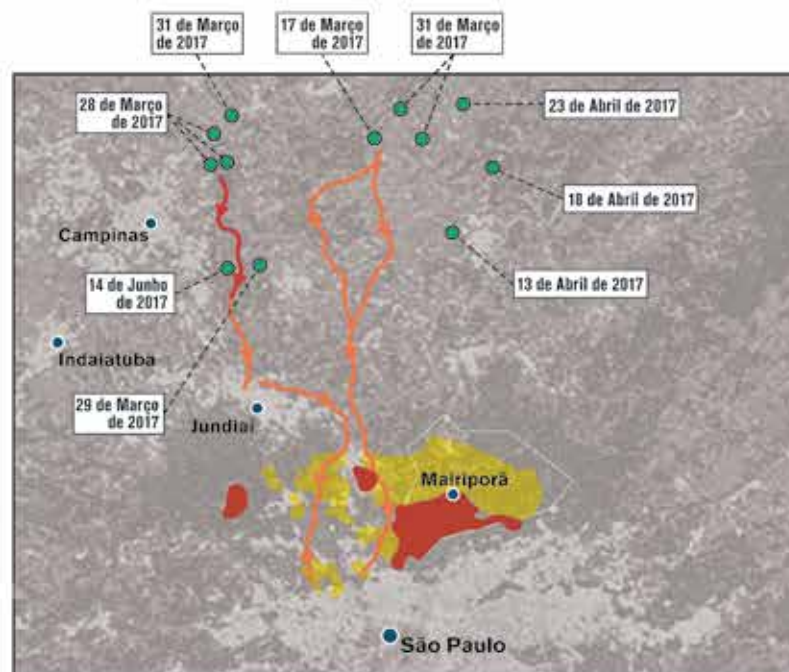 31 de Março
de 2017
17 de Março
de 2017
31 de Março
de 2017
28 de Março
de 2017
23 de Abril de 2017
18 de Abril de 2017
Campinas
14 de Junho
de 2017
13 de Abril de 2017
Indaiatuba
29 de Março
de 2017
Jundiaí
Mairiporã
São Paulo